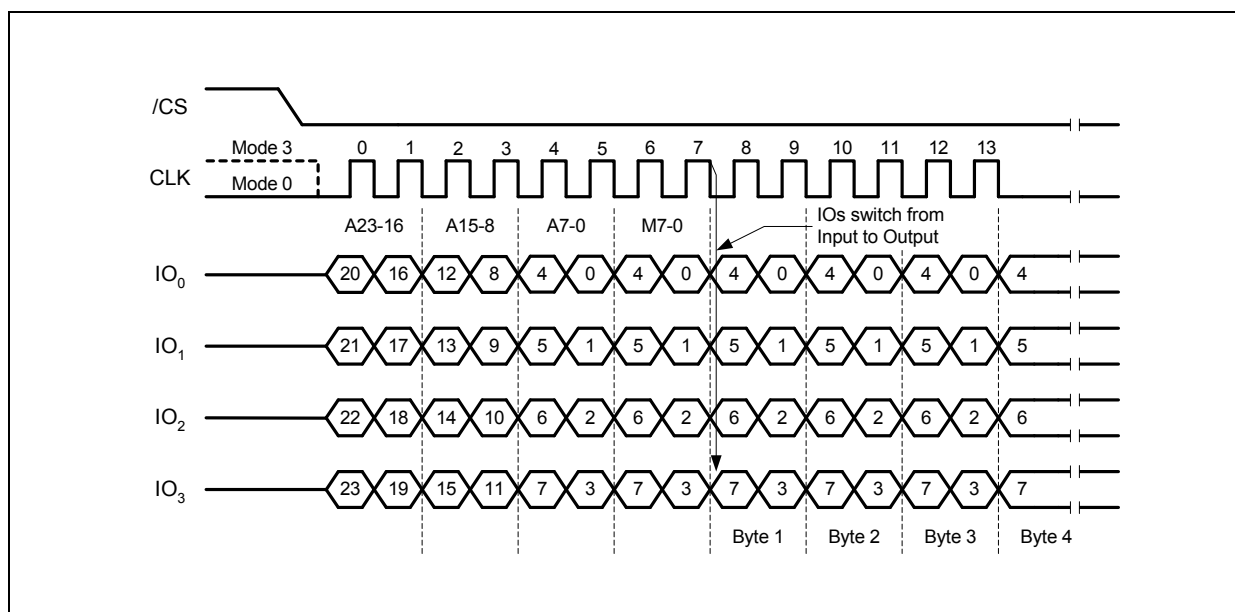 /CS
Mode 3 0 1 2 3 4 5 6 7 8 9 10 11 12 13
CLK
Mode 0
A23-16 A15-8 A7-0 M7-0
IOs switch from
Input to Output
IO0 20 16 12 8 4 0 4 0 4 0 4 0 4 0 4
IO1 21 17 13 9 5 1 5 1 5 1 5 1 5 1 5
IO2 22 18 14 10 6 2 6 2 6 2 6 2 6 2 6
IO3 23 19 15 11 7 3 7 3 7 3 7 3 7 3 7
Byte 1 Byte 2 Byte 3 Byte 4